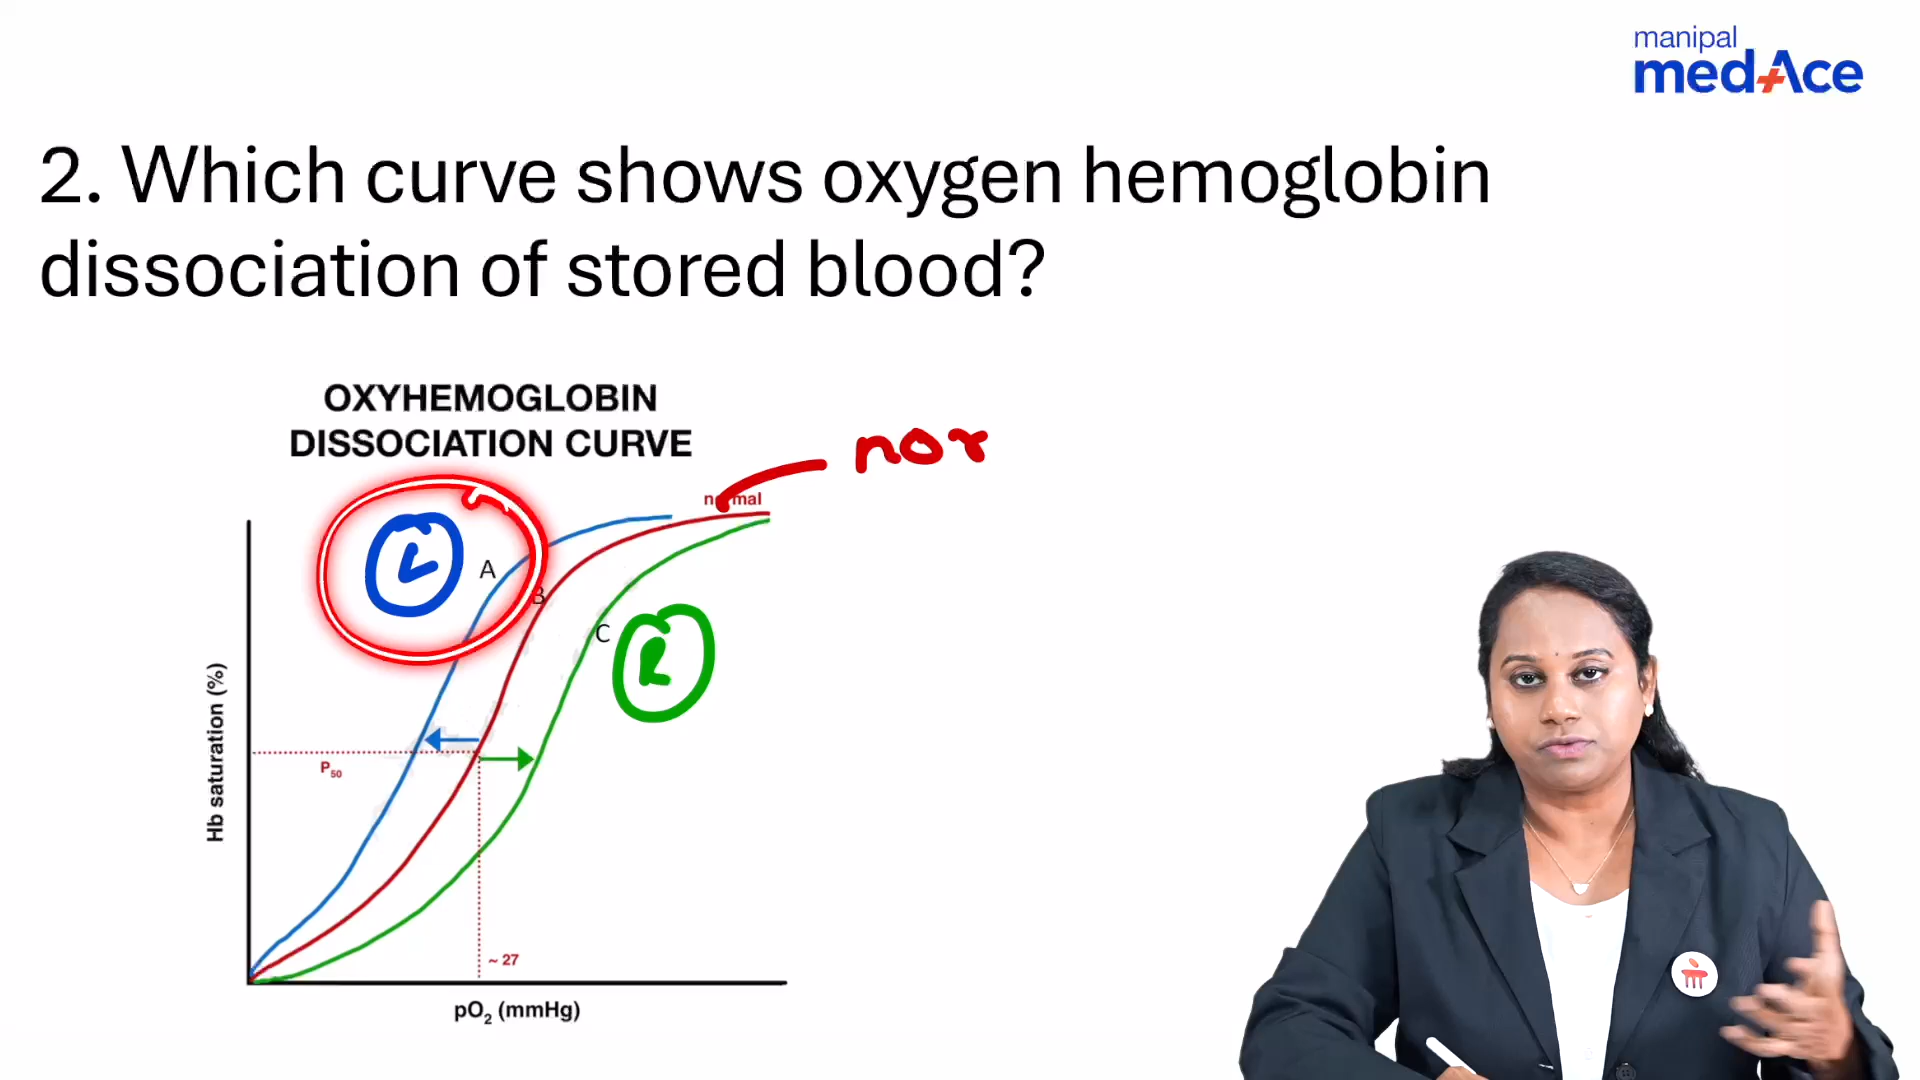 manipal
medAce
2. Which curve shows oxygen hemoglobin
dissociation of stored blood?
OXYHEMOGLOBIN
DISSOCIATION CURVE
nor
normal
L
A
B
C
R
Hb saturation (%)
P50
~ 27
pO2 (mmHg)